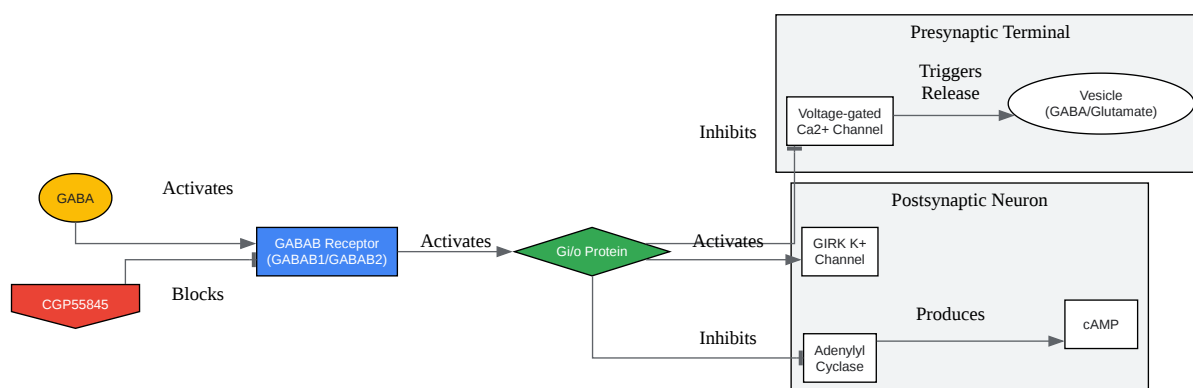 Presynaptic Terminal
Triggers
Release
Vesicle
(GABA/Glutamate)
Voltage-gated
Ca2+ Channel
Inhibits
GABA
Activates
Postsynaptic Neuron
GABAB Receptor
(GABAB1/GABAB2)
Activates
Gi/o Protein
Activates
GIRK K+
Channel
CGP55845
Blocks
Inhibits
Adenylyl
Cyclase
Produces
cAMP